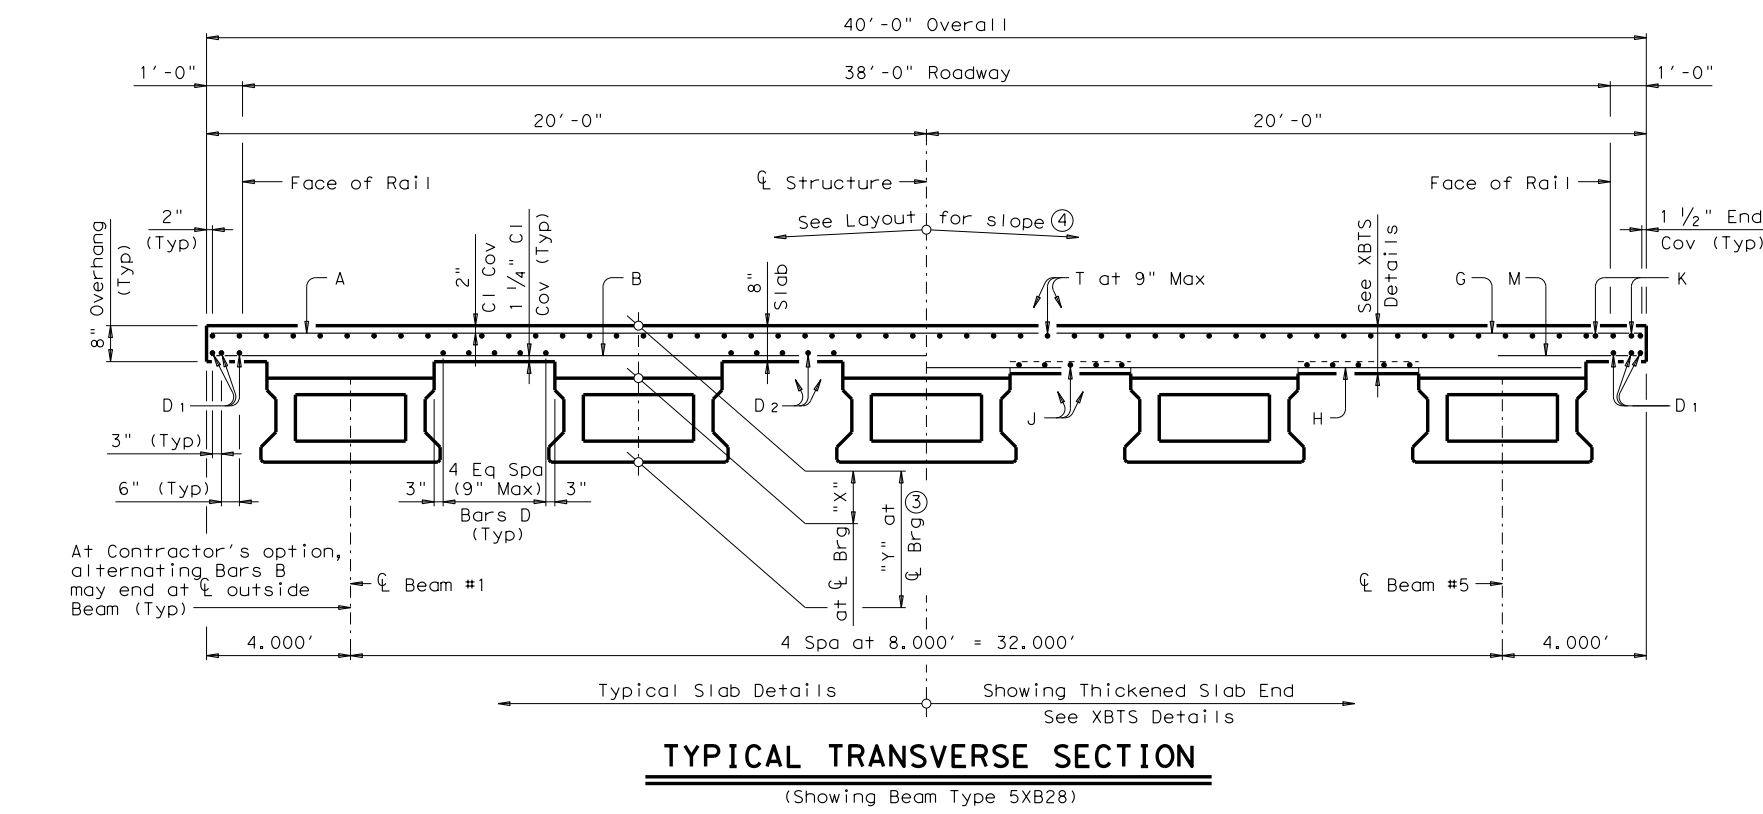 40'-0" Overall
1'-0"
38'-0" Roadway
1'-0"
20'-0"
20'-0"
Face of Rail
℄ Structure
Face of Rail
2"
(Typ)
See Layout for slope ④
1 ½" End
Cov (Typ)
8" Overhang
(Typ)
A
2"
Cl Cov
1 ¼" Cl
Cov (Typ)
B
8"
Slab
T at 9" Max
See XBTS
Details
G
M
K
D1
D2
J
H
D1
3" (Typ)
6" (Typ)
3"
4 Eq Spa
(9" Max)
3"
Bars D
(Typ)
"X"
at ℄ Brg
"Y" at
℄ Brg ③
At Contractor's option,
alternating Bars B
may end at ℄ outside
Beam (Typ)
℄ Beam #1
℄ Beam #5
4.000'
4 Spa at 8.000' = 32.000'
4.000'
Typical Slab Details
Showing Thickened Slab End
See XBTS Details
TYPICAL TRANSVERSE SECTION
(Showing Beam Type 5XB28)